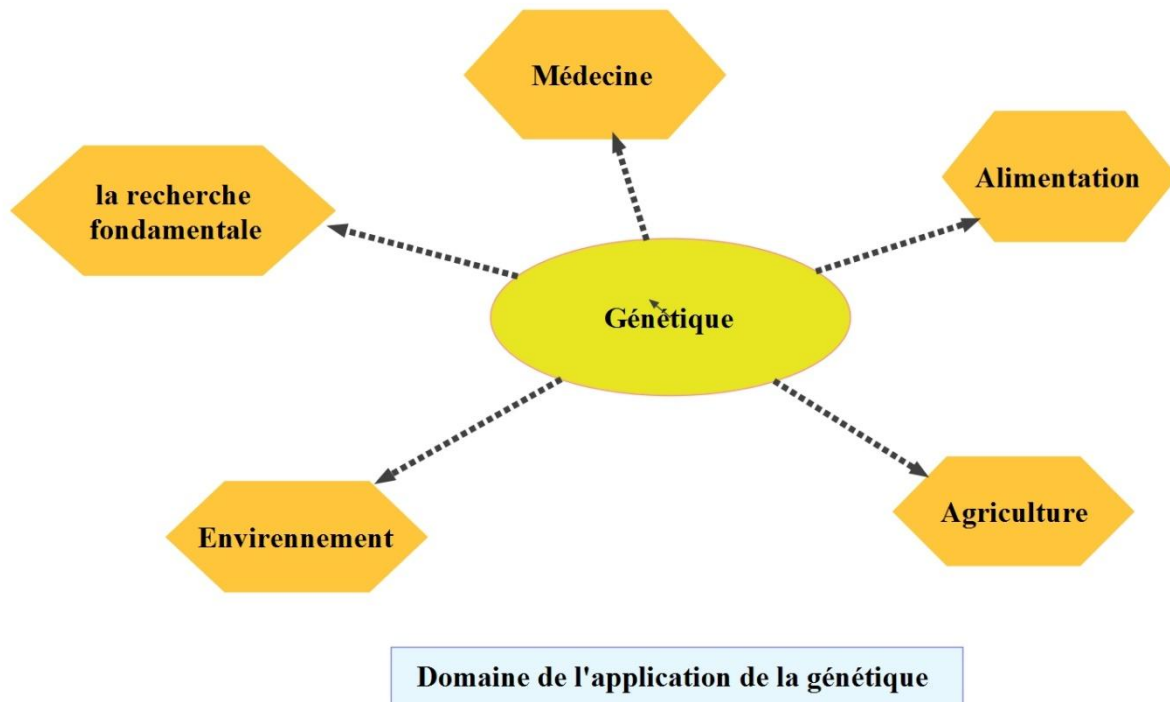 Médecine
Alimentation
la recherche
fondamentale
Génétique
Agriculture
Envirennement
Domaine de l'application de la génétique